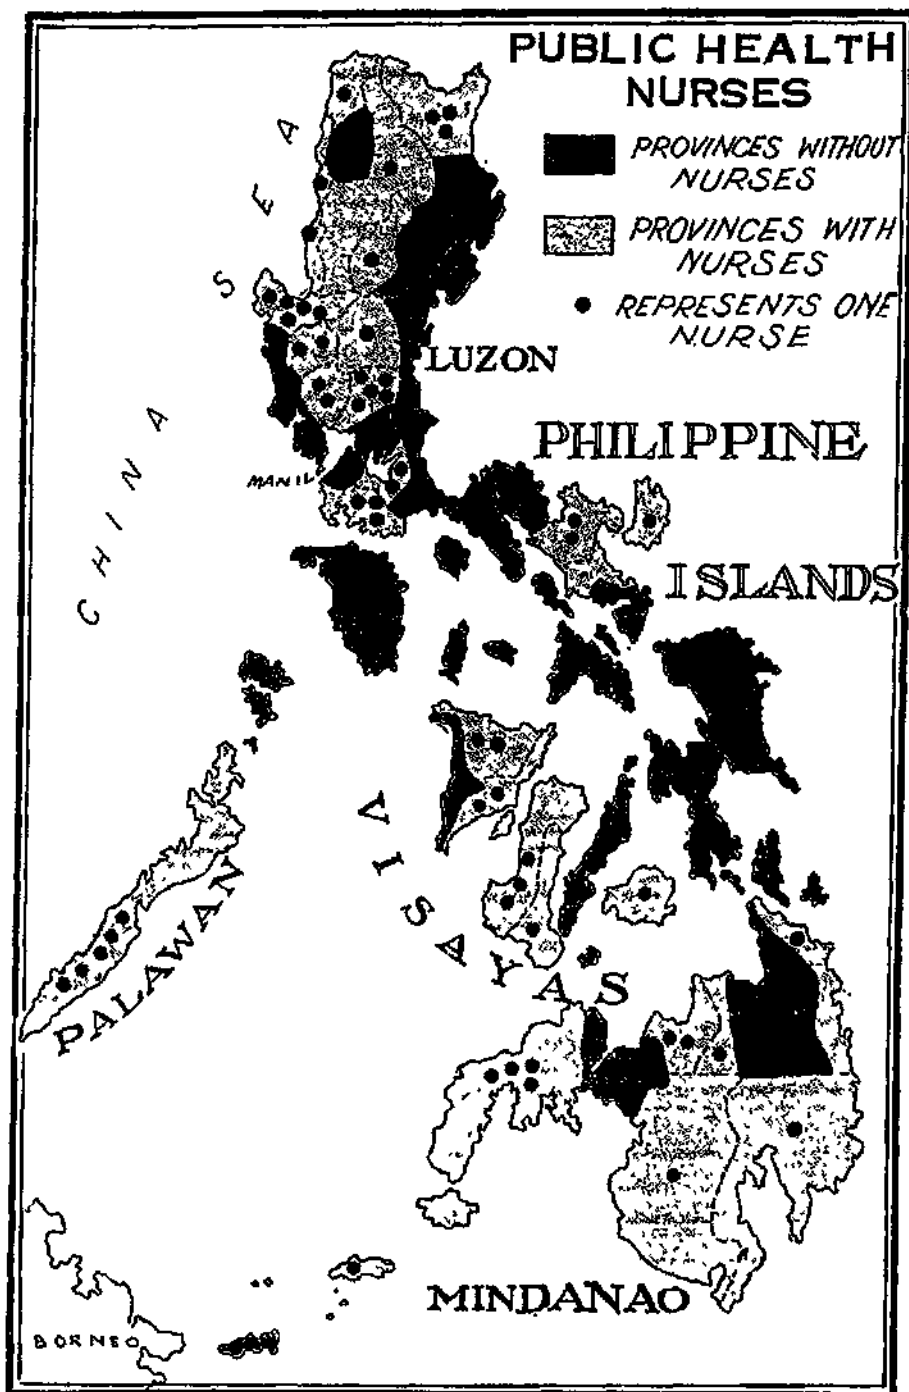 PUBLIC HEALTH
NURSES
PROVINCES WITHOUT
NURSES
PROVINCES WITH
NURSES
REPRESENTS ONE
NURSE
CHINA SEA
LUZON
PHILIPPINE
MANIL
ISLANDS
VISAYAS
PALAWAN
MINDANAO
BORNEO